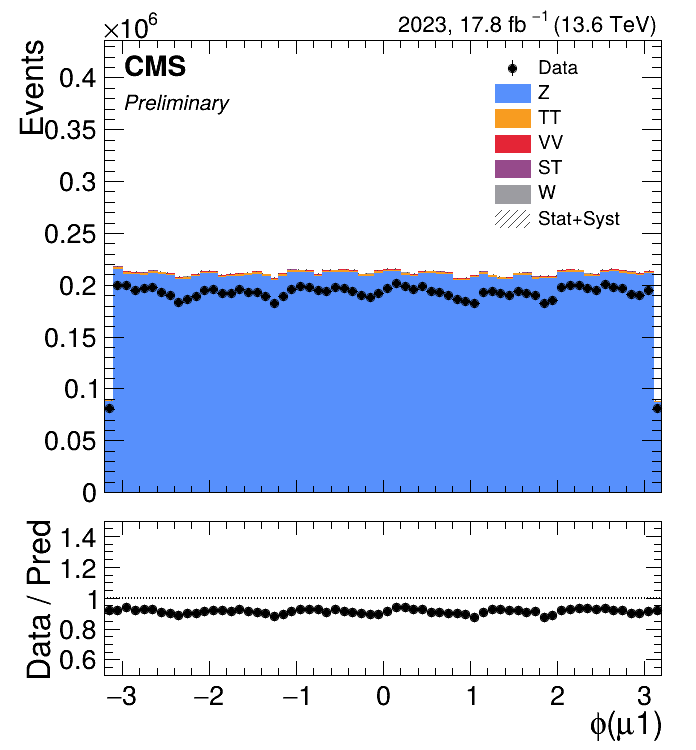 ×10⁶
2023, 17.8 fb⁻¹ (13.6 TeV)
CMS
Preliminary
Events
0.4
0.35
0.3
0.25
0.2
0.15
0.1
0.05
0
Data
Z
TT
VV
ST
W
Stat+Syst
Data / Pred
1.4
1.2
1
0.8
0.6
−3 −2 −1 0 1 2 3
ϕ(μ1)